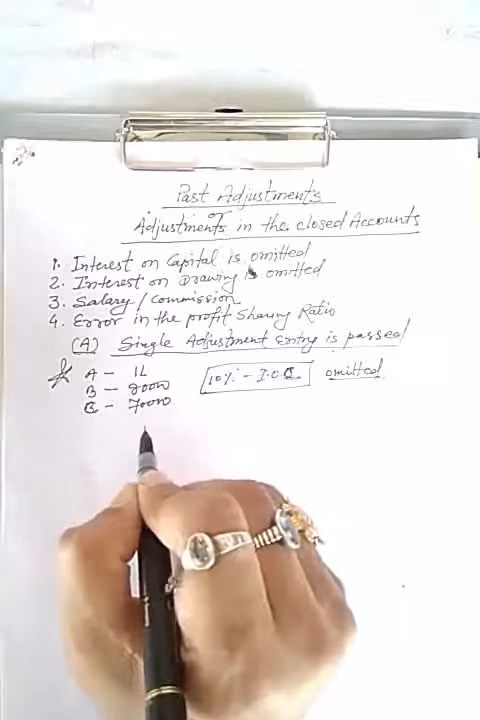 Past Adjustments
or
Adjustments in the closed Accounts
1. Interest on Capital is omitted
2. Interest on Drawing is omitted
3. Salary / Commission
4. Error in the profit Sharing Ratio
(A) Single Adjustment Entry is passed
A - 1L
B - 80000
C - 70000
10% - I.O.C omitted